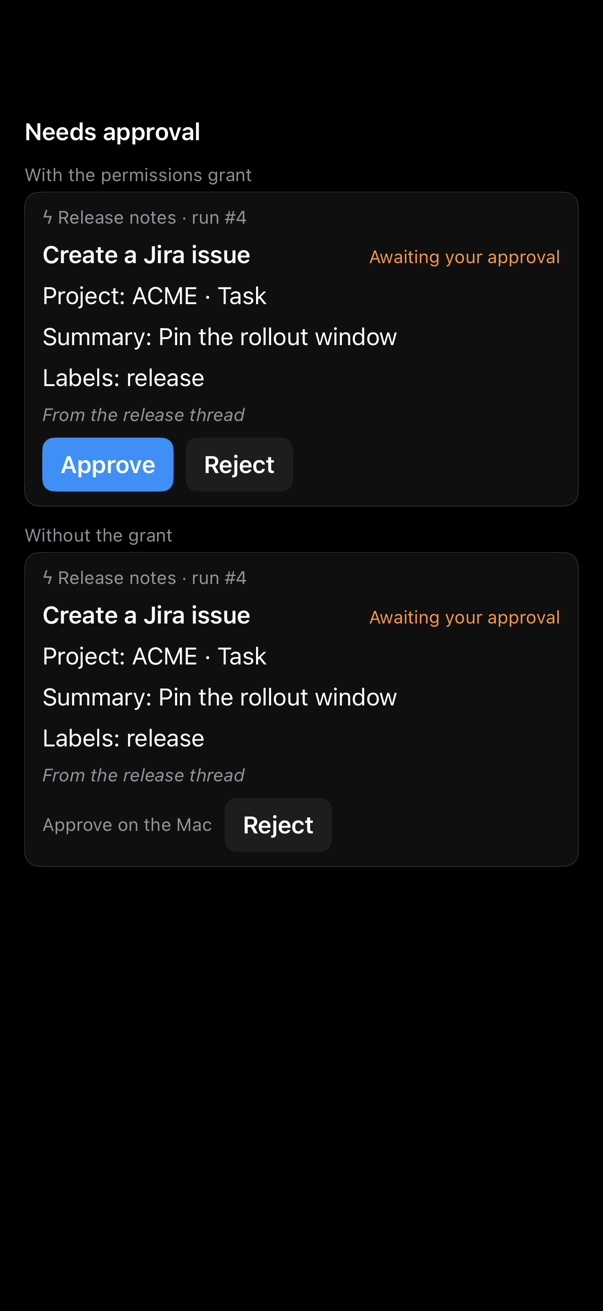 Needs approval
With the permissions grant
ϟ Release notes · run #4
Create a Jira issue
Awaiting your approval
Project: ACME · Task
Summary: Pin the rollout window
Labels: release
From the release thread
Approve
Reject
Without the grant
ϟ Release notes · run #4
Create a Jira issue
Awaiting your approval
Project: ACME · Task
Summary: Pin the rollout window
Labels: release
From the release thread
Approve on the Mac
Reject